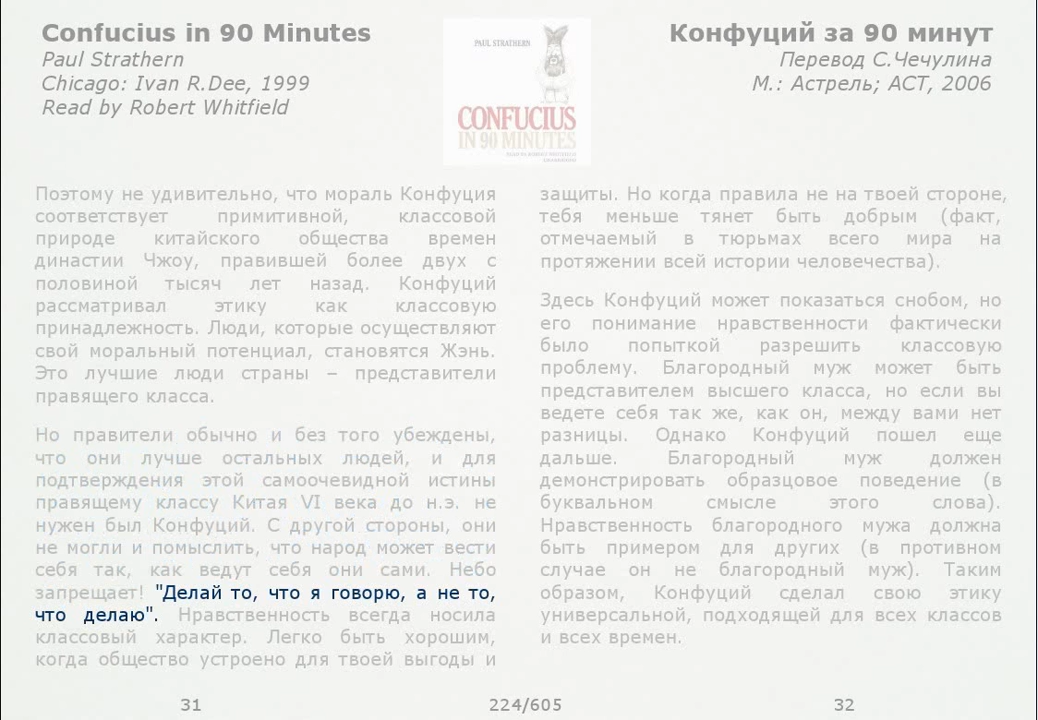 Confucius in 90 Minutes
Paul Strathern
Chicago: Ivan R.Dee, 1999
Read by Robert Whitfield
PAUL STRATHERN
CONFUCIUS
IN 90 MINUTES
Конфуций за 90 минут
Перевод С.Чечулина
М.: Астрель; АСТ, 2006
Поэтому не удивительно, что мораль Конфуция
соответствует примитивной, классовой
природе китайского общества времен
династии Чжоу, правившей более двух с
половиной тысяч лет назад. Конфуций
рассматривал этику как классовую
принадлежность. Люди, которые осуществляют
свой моральный потенциал, становятся Жэнь.
Это лучшие люди страны – представители
правящего класса.
Но правители обычно и без того убеждены,
что они лучше остальных людей, и для
подтверждения этой самоочевидной истины
правящему классу Китая VI века до н.э. не
нужен был Конфуций. С другой стороны, они
не могли и помыслить, что народ может вести
себя так, как ведут себя они сами. Небо
запрещает! "Делай то, что я говорю, а не то,
что делаю". Нравственность всегда носила
классовый характер. Легко быть хорошим,
когда общество устроено для твоей выгоды и
защиты. Но когда правила не на твоей стороне,
тебя меньше тянет быть добрым (факт,
отмечаемый в тюрьмах всего мира на
протяжении всей истории человечества).
Здесь Конфуций может показаться снобом, но
его понимание нравственности фактически
было попыткой разрешить классовую
проблему. Благородный муж может быть
представителем высшего класса, но если вы
ведете себя так же, как он, между вами нет
разницы. Однако Конфуций пошел еще
дальше. Благородный муж должен
демонстрировать образцовое поведение (в
буквальном смысле этого слова).
Нравственность благородного мужа должна
быть примером для других (в противном
случае он не благородный муж). Таким
образом, Конфуций сделал свою этику
универсальной, подходящей для всех классов
и всех времен.
31
224/605
32